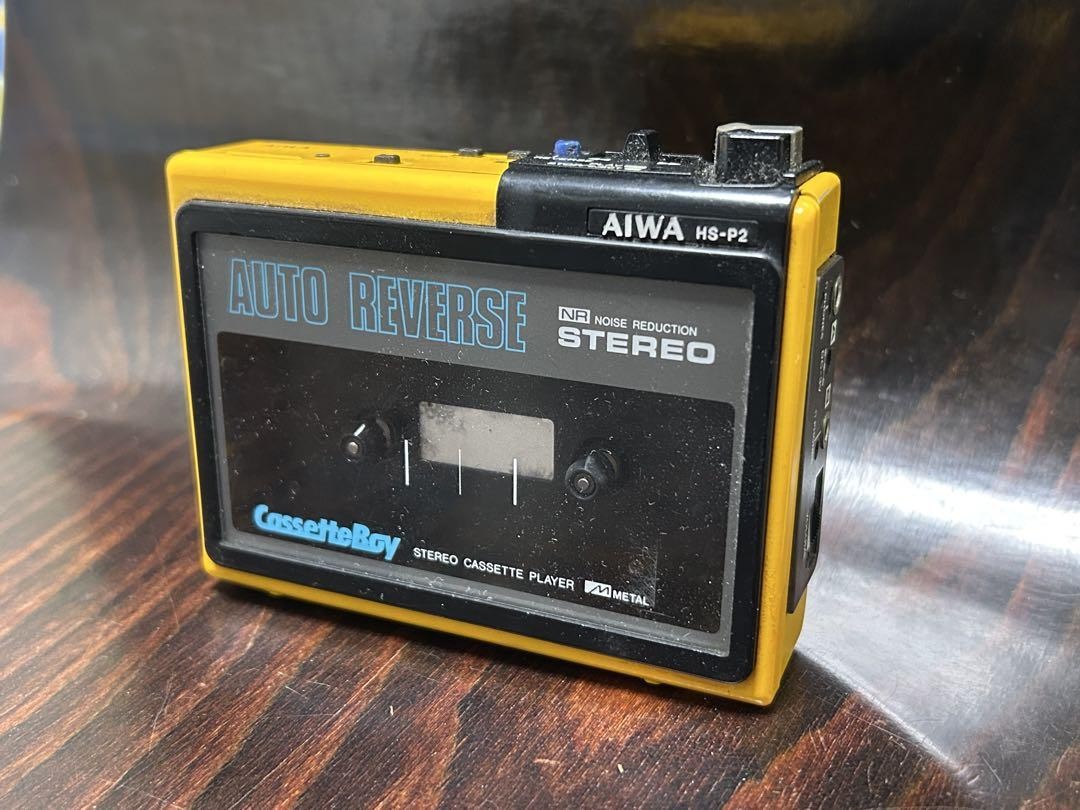 AIWA HS-P2
AUTO REVERSE
NR NOISE REDUCTION
STEREO
CassetteBoy
STEREO CASSETTE PLAYER
METAL